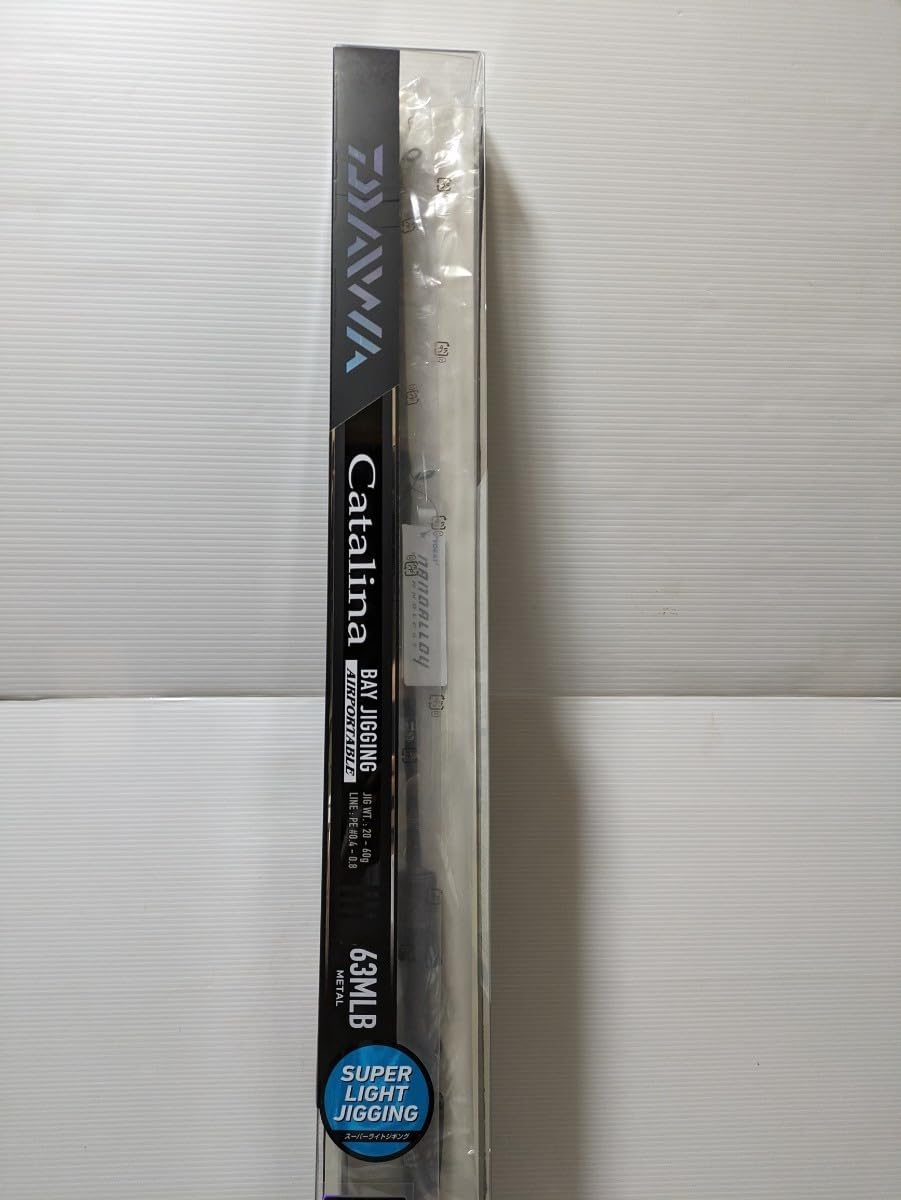 DAIWA
Catalina
BAY JIGGING
AIRPORTABLE
JIG WT. : 20 - 60g
LINE : PE #0.4 - 0.8
63MLB
METAL
SUPER
LIGHT
JIGGING
スーパーライトジギング
NANOALLOY